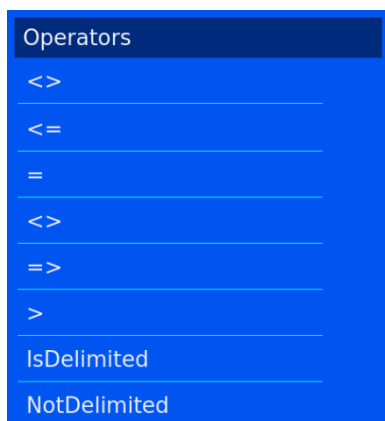 Operators
<>
<=
=
<>
=>
>
IsDelimited
NotDelimited